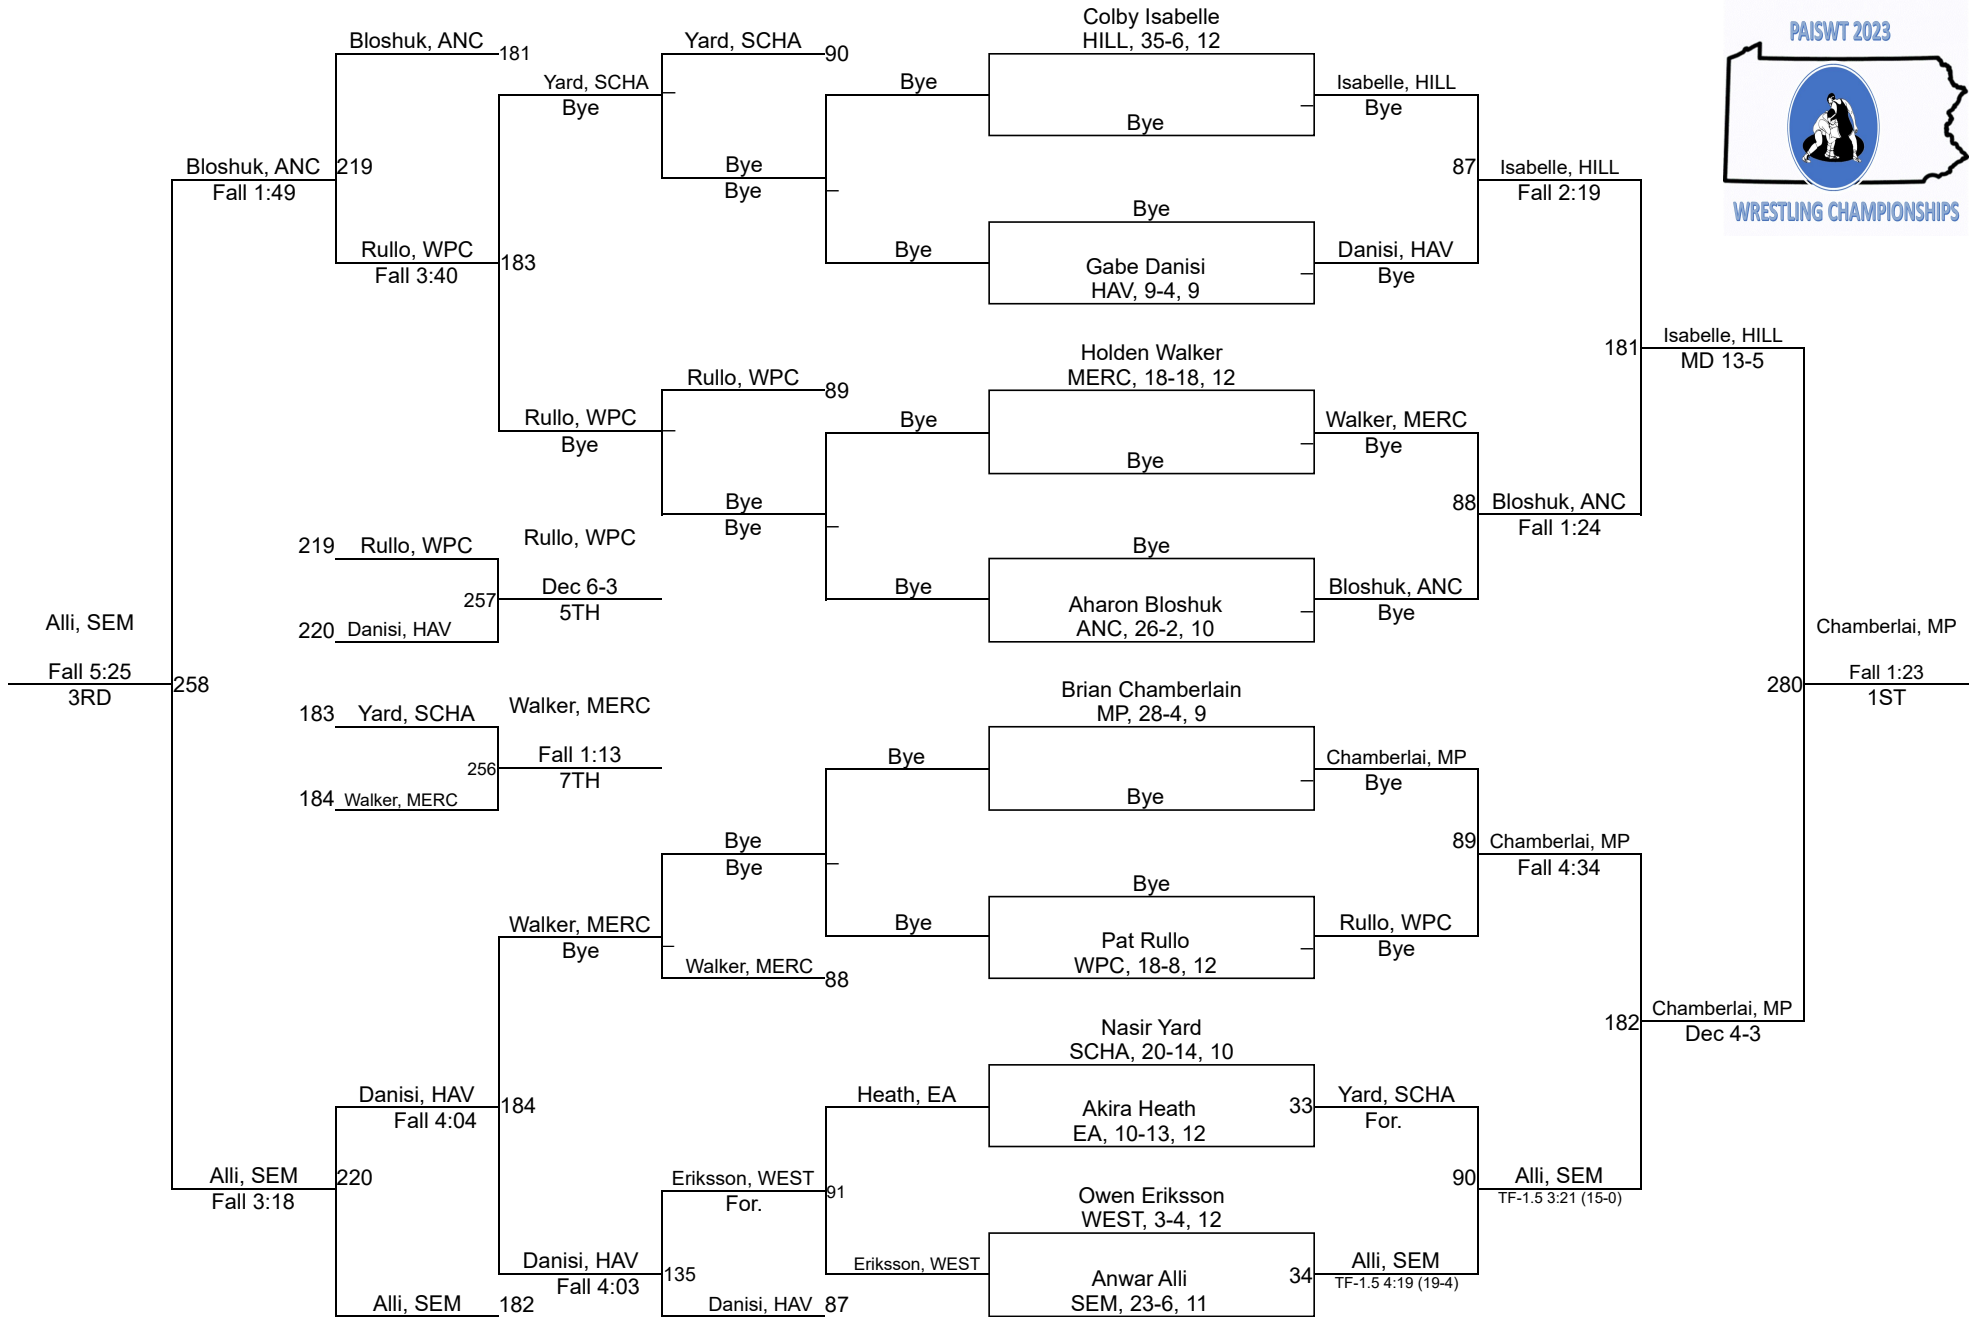 PAISWT 2023
WRESTLING CHAMPIONSHIPS
Colby Isabelle
HILL, 35-6, 12
Bye
Bye
Gabe Danisi
HAV, 9-4, 9
Holden Walker
MERC, 18-18, 12
Bye
Bye
Aharon Bloshuk
ANC, 26-2, 10
Brian Chamberlain
MP, 28-4, 9
Bye
Bye
Pat Rullo
WPC, 18-8, 12
Nasir Yard
SCHA, 20-14, 10
Akira Heath
EA, 10-13, 12
33
Owen Eriksson
WEST, 3-4, 12
Anwar Alli
SEM, 23-6, 11
34
Isabelle, HILL
Bye
87
Danisi, HAV
Bye
Walker, MERC
Bye
88
Bloshuk, ANC
Bye
Chamberlai, MP
Bye
89
Rullo, WPC
Bye
Yard, SCHA
For.
90
Alli, SEM
TF-1.5 4:19 (19-4)
Isabelle, HILL
Fall 2:19
181
Bloshuk, ANC
Fall 1:24
Chamberlai, MP
Fall 4:34
182
Alli, SEM
TF-1.5 3:21 (15-0)
Isabelle, HILL
MD 13-5
280
Chamberlai, MP
Dec 4-3
Chamberlai, MP
Fall 1:23
1ST
Bye
Bye
Bye
Bye
Bye
Bye
Heath, EA
91
Eriksson, WEST
Yard, SCHA
90
Bye
Bye
Rullo, WPC
89
Bye
Bye
Bye
Bye
Walker, MERC
88
Eriksson, WEST
For.
135
Danisi, HAV
87
Yard, SCHA
Bye
183
Rullo, WPC
Bye
Walker, MERC
Bye
184
Danisi, HAV
Fall 4:03
Bloshuk, ANC
181
219
Rullo, WPC
Fall 3:40
Danisi, HAV
Fall 4:04
220
Alli, SEM
182
219
Rullo, WPC
257
220
Danisi, HAV
Rullo, WPC
Dec 6-3
5TH
183
Yard, SCHA
256
184
Walker, MERC
Walker, MERC
Fall 1:13
7TH
Bloshuk, ANC
Fall 1:49
258
Alli, SEM
Fall 3:18
Alli, SEM
Fall 5:25
3RD